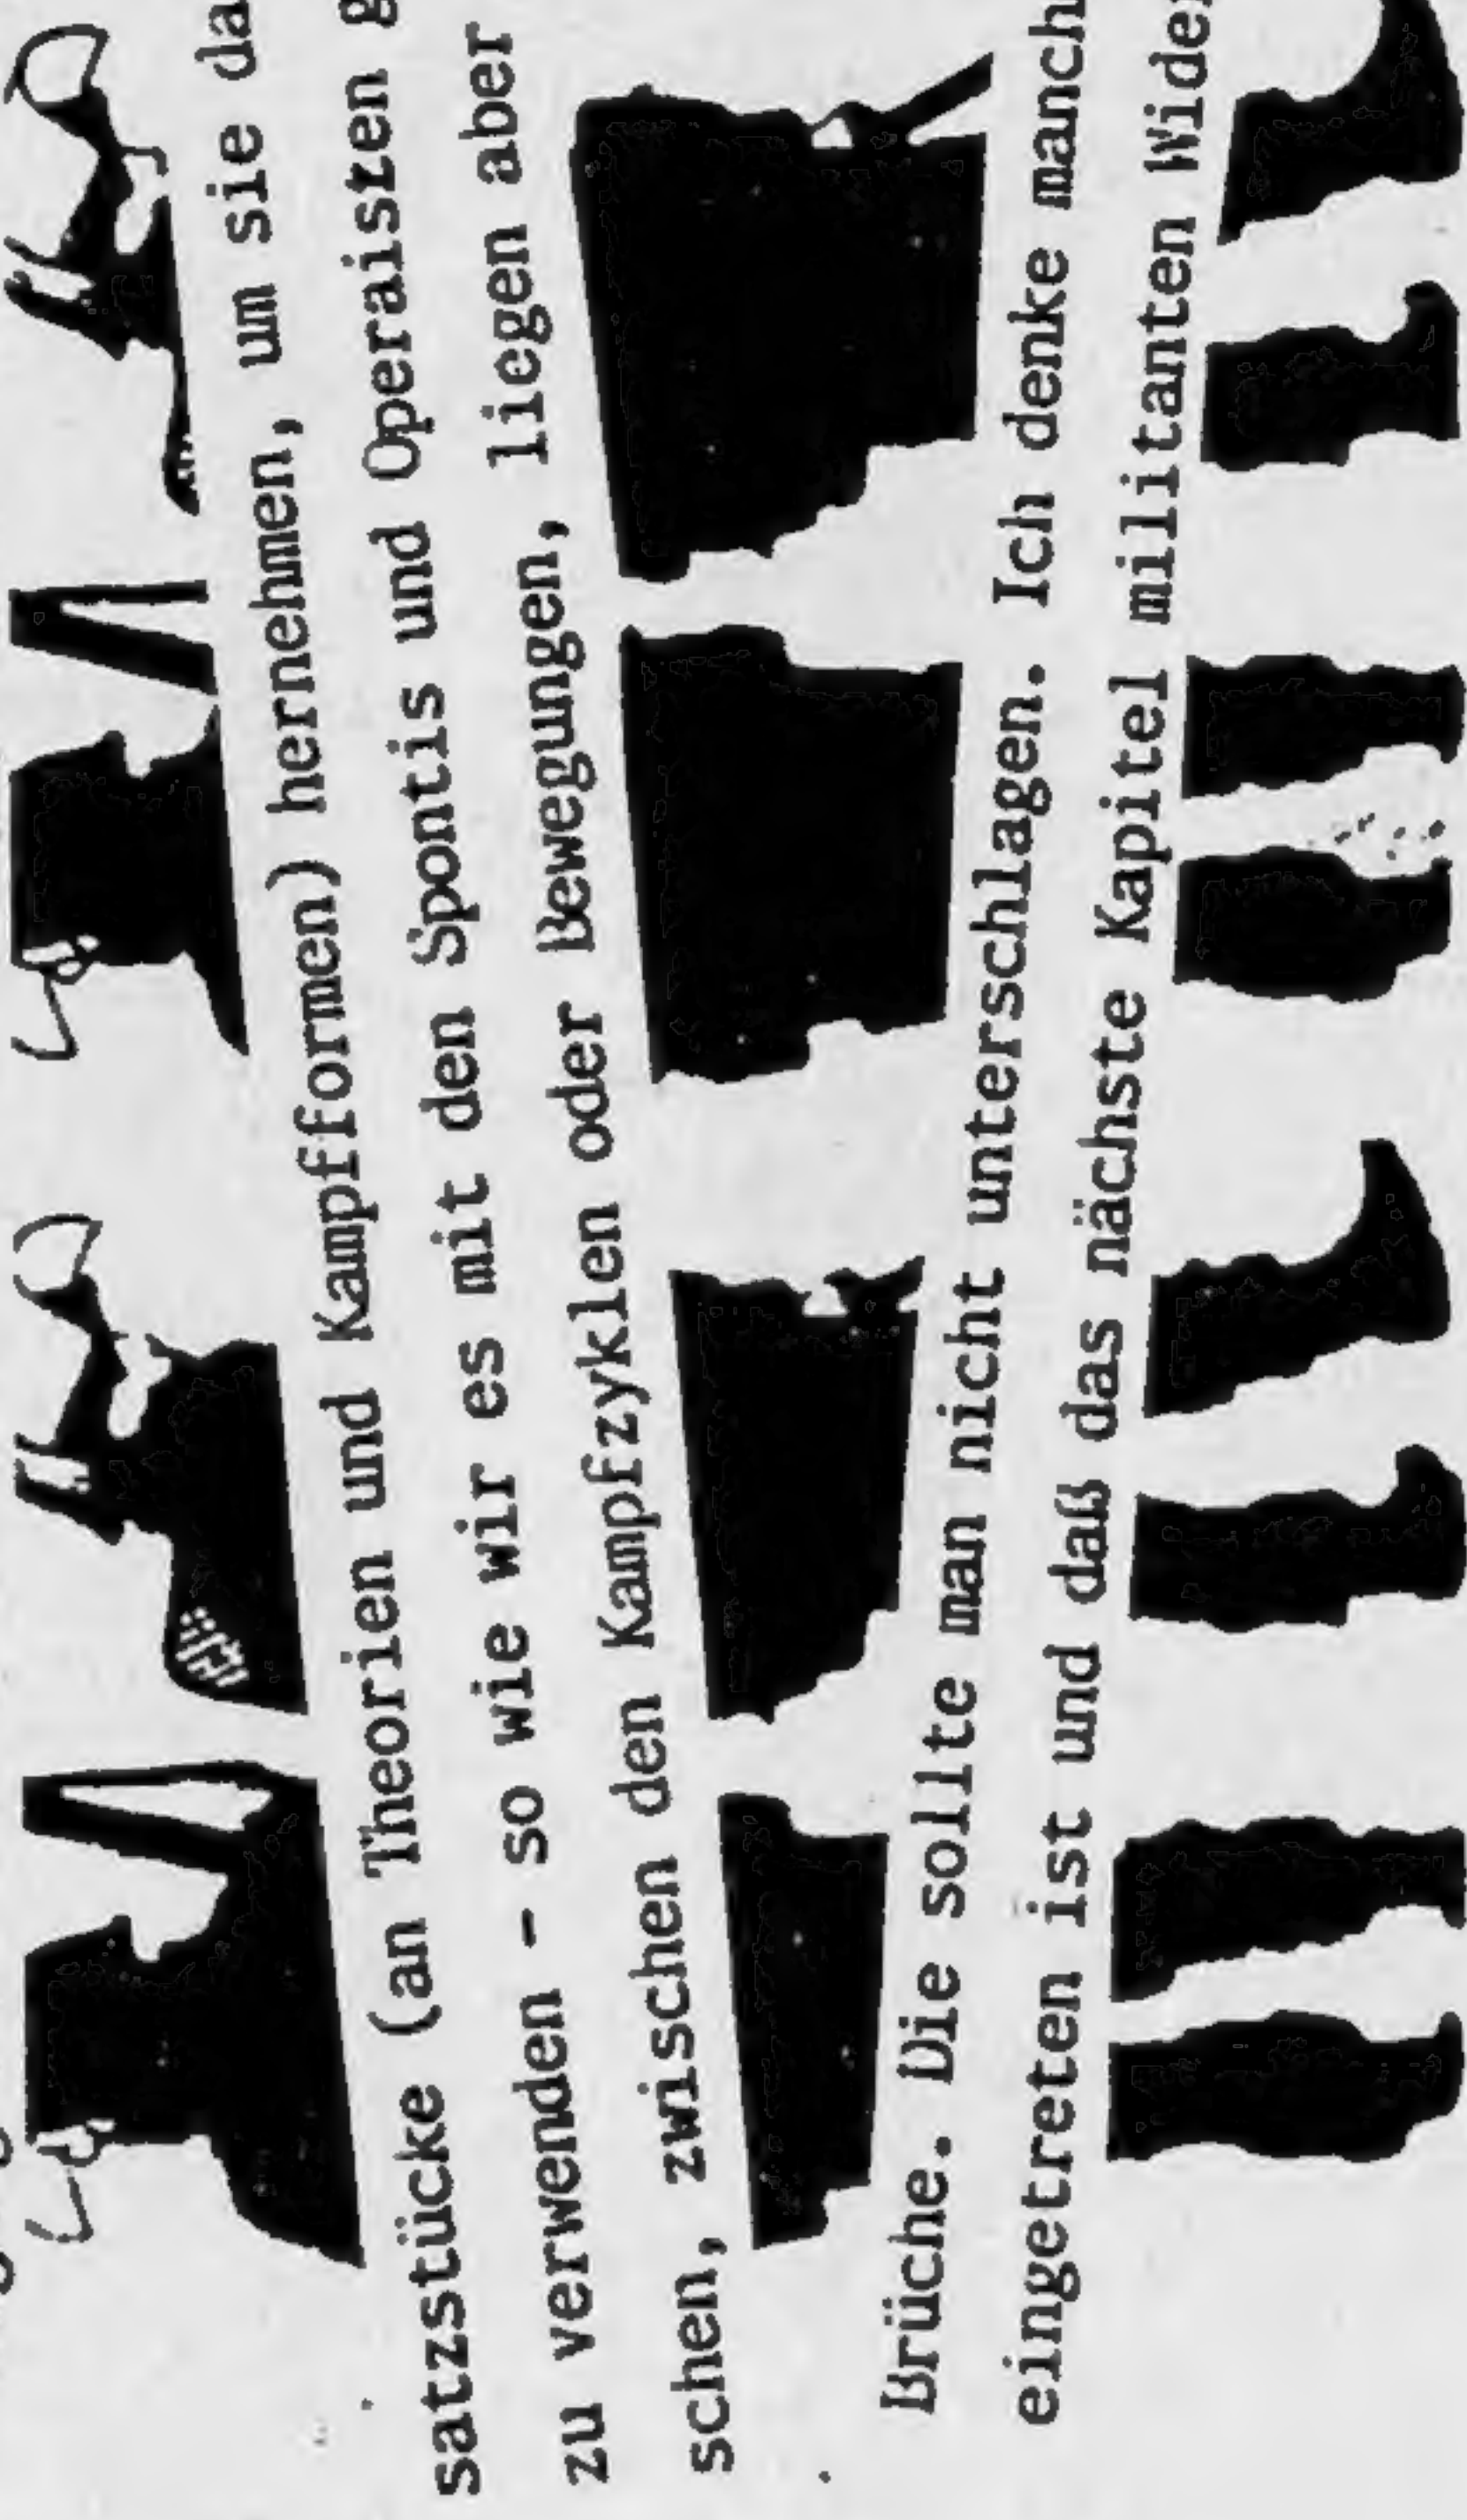 satzstücke (an Theorien und Kampfformen) hernehmen, um sie da
zu verwenden - so wie wir es mit den Spontis und Operaisten g
schen, zwischen den Kampfzyklen oder Bewegungen, liegen aber
Brüche. Die sollte man nicht unterschlagen. Ich denke manch
eingetreten ist und daß das nächste Kapitel militanten Wider